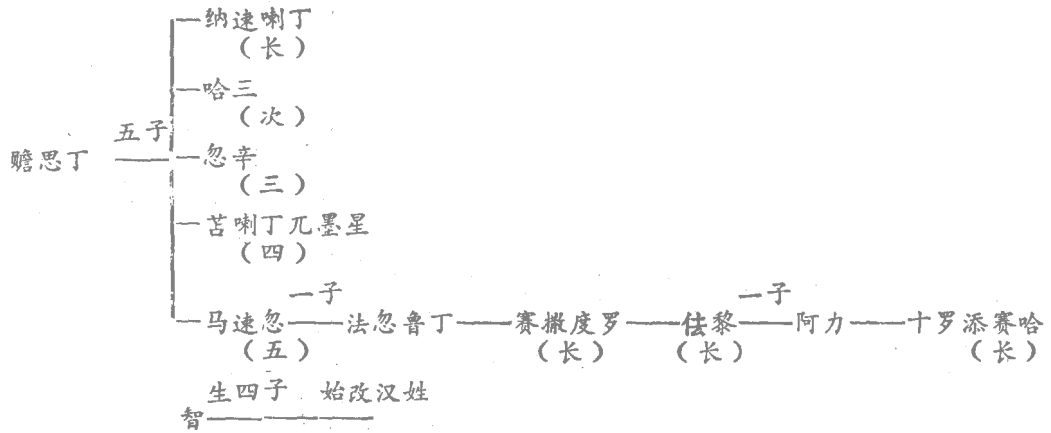 纳速喇丁
（长）
哈三
（次）
五子
赡思丁
忽辛
（三）
苫喇丁兀墨星
（四）
一子 一子
马速忽 法忽鲁丁 赛撒度罗 佉黎 阿力 十罗添赛哈
（五） （长） （长） （长）
生四子 始改汉姓
智